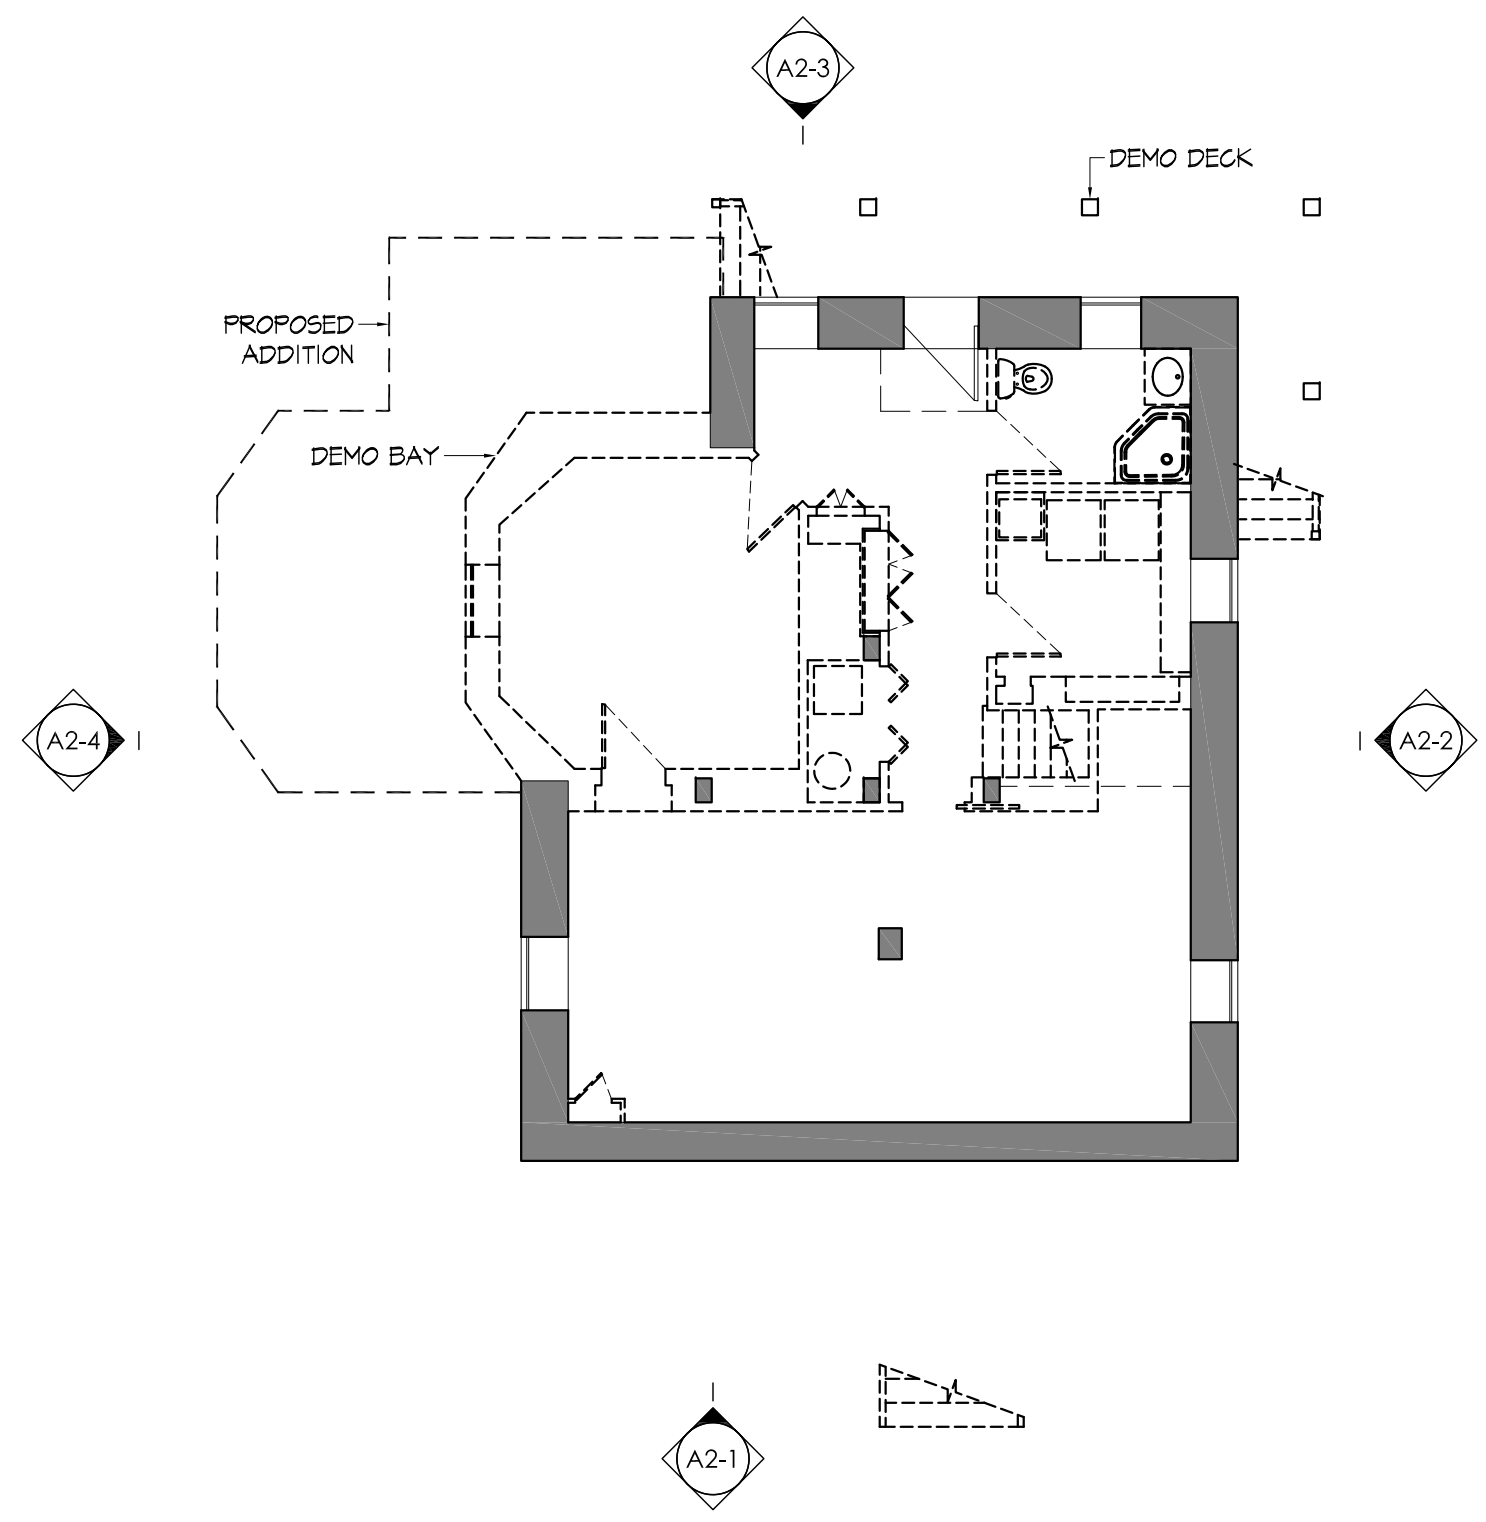 A2-3
DEMO DECK
PROPOSED
ADDITION
DEMO BAY
A2-4
A2-2
A2-1